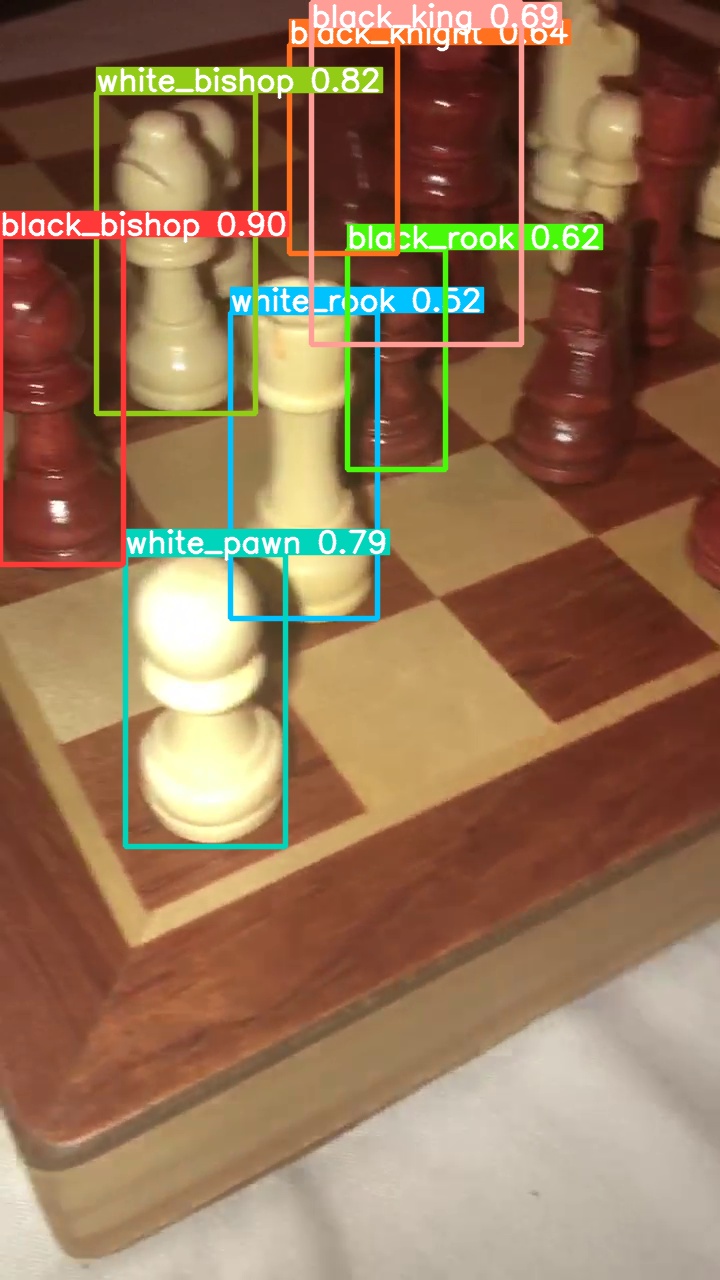 black_king 0.69
black_knight 0.64
white_bishop 0.82
black_bishop 0.90
black_rook 0.62
white_rook 0.52
white_pawn 0.79